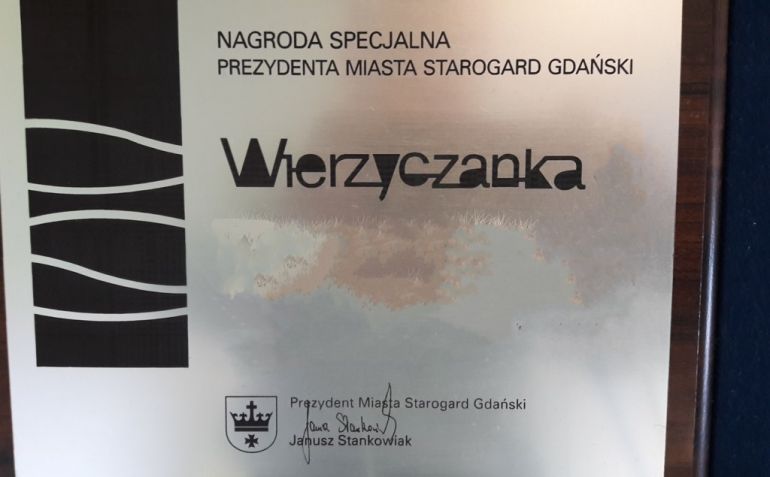 NAGRODA SPECJALNA
PREZYDENTA MIASTA STAROGARD GDAŃSKI
Wierzyczanka
Prezydent Miasta Starogard Gdański
Janusz Stankowiak